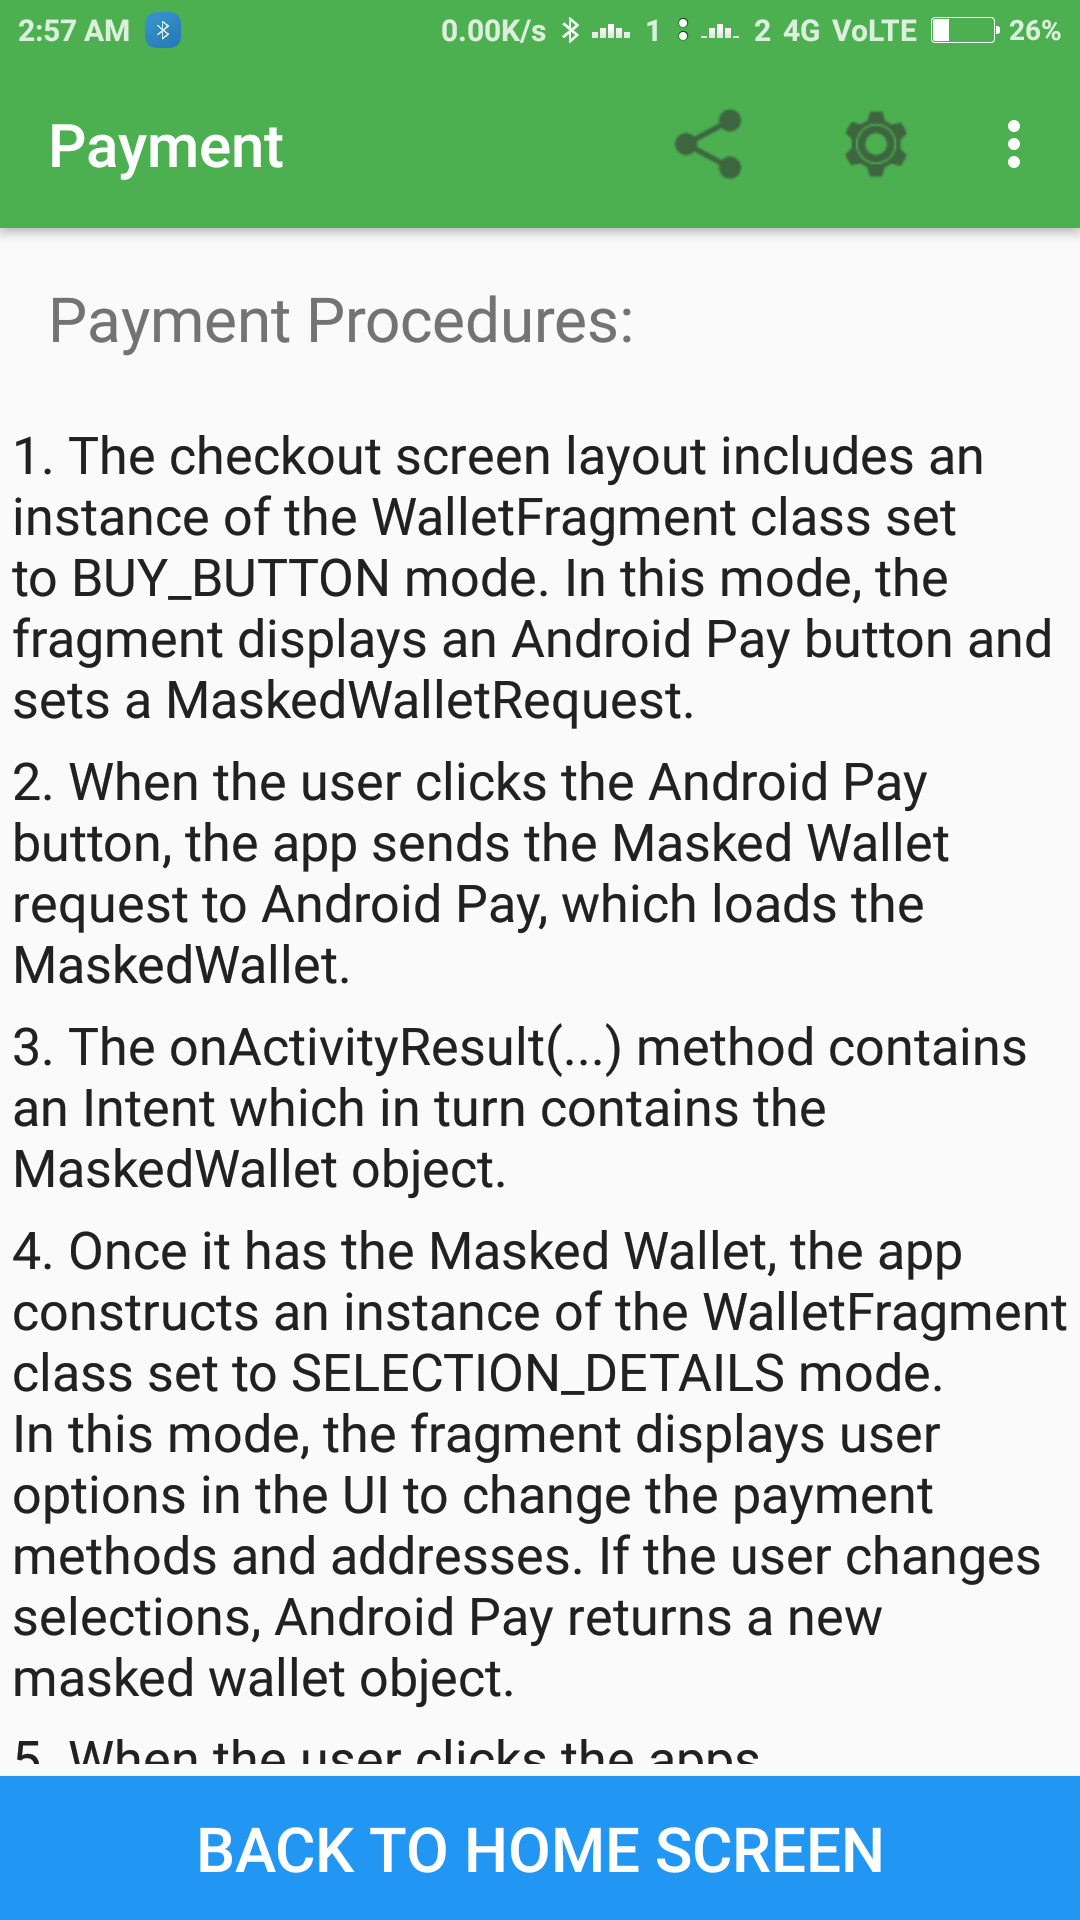 2:57 AM 0.00K/s 1 2 4G VoLTE 26%
Payment
Payment Procedures:
1. The checkout screen layout includes an
instance of the WalletFragment class set
to BUY_BUTTON mode. In this mode, the
fragment displays an Android Pay button and
sets a MaskedWalletRequest.
2. When the user clicks the Android Pay
button, the app sends the Masked Wallet
request to Android Pay, which loads the
MaskedWallet.
3. The onActivityResult(...) method contains
an Intent which in turn contains the
MaskedWallet object.
4. Once it has the Masked Wallet, the app
constructs an instance of the WalletFragment
class set to SELECTION_DETAILS mode.
In this mode, the fragment displays user
options in the UI to change the payment
methods and addresses. If the user changes
selections, Android Pay returns a new
masked wallet object.
5. When the user clicks the apps
BACK TO HOME SCREEN